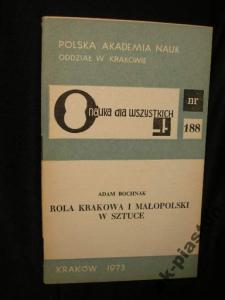 POLSKA AKADEMIA NAUK
ODDZIAŁ W KRAKOWIE
nauka dla wszystkich
nr
188
ADAM BOCHNAK
ROLA KRAKOWA I MAŁOPOLSKI
W SZTUCE
KRAKÓW 1973